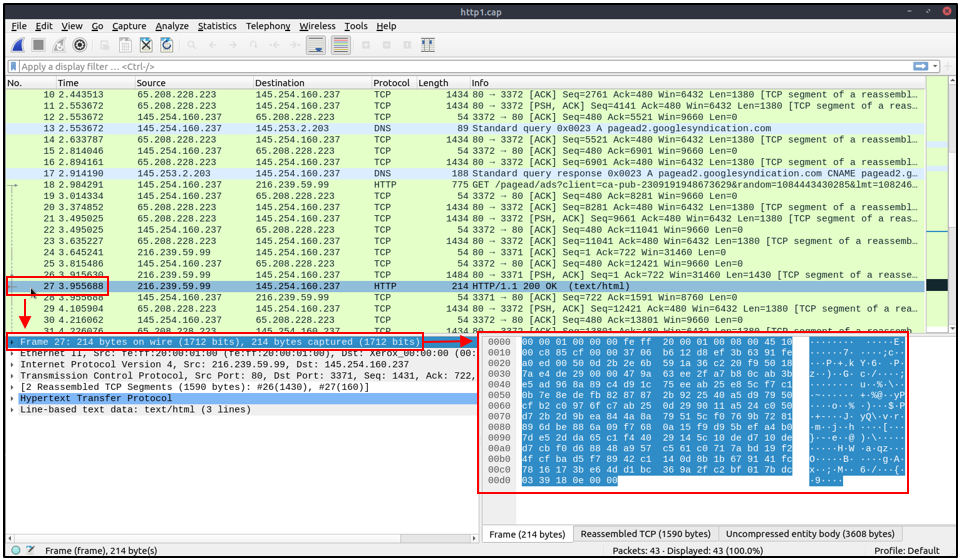 http1.cap
File Edit View Go Capture Analyze Statistics Telephony Wireless Tools Help
Apply a display filter … <Ctrl-/>
No. Time Source Destination Protocol Length Info
10 2.443513 65.208.228.223 145.254.160.237 TCP 1434 80 → 3372 [ACK] Seq=2761 Ack=480 Win=6432 Len=1380 [TCP segment of a reassembl…
11 2.553672 65.208.228.223 145.254.160.237 TCP 1434 80 → 3372 [PSH, ACK] Seq=4141 Ack=480 Win=6432 Len=1380 [TCP segment of a reas…
12 2.553672 145.254.160.237 65.208.228.223 TCP 54 3372 → 80 [ACK] Seq=480 Ack=5521 Win=9660 Len=0
13 2.553672 145.254.160.237 145.253.2.203 DNS 89 Standard query 0x0023 A pagead2.googlesyndication.com
14 2.633787 65.208.228.223 145.254.160.237 TCP 1434 80 → 3372 [ACK] Seq=5521 Ack=480 Win=6432 Len=1380 [TCP segment of a reassembl…
15 2.814046 145.254.160.237 65.208.228.223 TCP 54 3372 → 80 [ACK] Seq=480 Ack=6901 Win=9660 Len=0
16 2.894161 65.208.228.223 145.254.160.237 TCP 1434 80 → 3372 [ACK] Seq=6901 Ack=480 Win=6432 Len=1380 [TCP segment of a reassembl…
17 2.914190 145.253.2.203 145.254.160.237 DNS 188 Standard query response 0x0023 A pagead2.googlesyndication.com CNAME pagead2.g…
18 2.984291 145.254.160.237 216.239.59.99 HTTP 775 GET /pagead/ads?client=ca-pub-2309191948673629&random=1084443430285&lmt=108246…
19 3.014334 145.254.160.237 65.208.228.223 TCP 54 3372 → 80 [ACK] Seq=480 Ack=8281 Win=9660 Len=0
20 3.374852 65.208.228.223 145.254.160.237 TCP 1434 80 → 3372 [ACK] Seq=8281 Ack=480 Win=6432 Len=1380 [TCP segment of a reassembl…
21 3.495025 65.208.228.223 145.254.160.237 TCP 1434 80 → 3372 [PSH, ACK] Seq=9661 Ack=480 Win=6432 Len=1380 [TCP segment of a reas…
22 3.495025 145.254.160.237 65.208.228.223 TCP 54 3372 → 80 [ACK] Seq=480 Ack=11041 Win=9660 Len=0
23 3.635227 65.208.228.223 145.254.160.237 TCP 1434 80 → 3372 [ACK] Seq=11041 Ack=480 Win=6432 Len=1380 [TCP segment of a reassemb…
24 3.645241 216.239.59.99 145.254.160.237 TCP 54 80 → 3371 [ACK] Seq=1 Ack=722 Win=31460 Len=0
25 3.815486 145.254.160.237 65.208.228.223 TCP 54 3372 → 80 [ACK] Seq=480 Ack=12421 Win=9660 Len=0
26 3.915630 216.239.59.99 145.254.160.237 TCP 1484 80 → 3371 [PSH, ACK] Seq=1 Ack=722 Win=31460 Len=1430 [TCP segment of a reasse…
27 3.955688 216.239.59.99 145.254.160.237 HTTP 214 HTTP/1.1 200 OK (text/html)
28 3.955688 145.254.160.237 216.239.59.99 TCP 54 3371 → 80 [ACK] Seq=722 Ack=1591 Win=8760 Len=0
29 4.105904 65.208.228.223 145.254.160.237 TCP 1434 80 → 3372 [PSH, ACK] Seq=12421 Ack=480 Win=6432 Len=1380 [TCP segment of a rea…
30 4.216062 145.254.160.237 65.208.228.223 TCP 54 3372 → 80 [ACK] Seq=480 Ack=13801 Win=9660 Len=0
31 4.226076 65.208.228.223 145.254.160.237 TCP 1434 80 → 3372 [ACK] Seq=13801 Ack=480 Win=6432 Len=1380 [TCP segment of a reassemb…
Frame 27: 214 bytes on wire (1712 bits), 214 bytes captured (1712 bits)
Ethernet II, Src: fe:ff:20:00:01:00 (fe:ff:20:00:01:00), Dst: Xerox_00:00:00 (00:
Internet Protocol Version 4, Src: 216.239.59.99, Dst: 145.254.160.237
Transmission Control Protocol, Src Port: 80, Dst Port: 3371, Seq: 1431, Ack: 722,
[2 Reassembled TCP Segments (1590 bytes): #26(1430), #27(160)]
Hypertext Transfer Protocol
Line-based text data: text/html (3 lines)
0000 00 00 01 00 00 00 fe ff 20 00 01 00 08 00 45 10
0010 00 c8 85 cf 00 00 37 06 b6 12 d8 ef 3b 63 91 fe
0020 a0 ed 00 50 0d 2b 2e 6b 59 1a 36 c2 20 f9 50 18
0030 7a e4 de 29 00 00 47 9a 63 ee 2f a7 b8 0c ab 3b
0040 e5 ad 96 8a 89 c4 d9 1c 75 ee ab 25 e8 5c f7 c1
0050 0b 7e 8e de fb 82 87 87 2b 92 25 40 a5 d9 79 50
0060 cf b2 c0 97 6f c7 ab 25 0d 29 90 11 a5 24 c0 50
0070 d7 2b 2d 9b ea 84 4a 8a 79 51 5c cf 76 9b 72 81
0080 89 6d be 88 6a 09 f7 68 0a 15 f9 d9 5b ef a4 b0
0090 7d e5 2d da 65 c1 f4 40 29 14 5c 10 de d7 10 de
00a0 d7 cb f0 d6 88 48 a9 57 c5 61 c0 71 7a bd 19 f2
00b0 4f cf ba d5 f7 89 42 c1 14 0d 8b 1b 67 91 41 fc
00c0 78 16 17 3b e6 4d d1 bc 36 9a 2f c2 bf 01 7b dc
00d0 03 39 18 0e 00 00
Frame (214 bytes) Reassembled TCP (1590 bytes) Uncompressed entity body (3608 bytes)
Frame (frame), 214 byte(s) Packets: 43 · Displayed: 43 (100.0%) Profile: Default